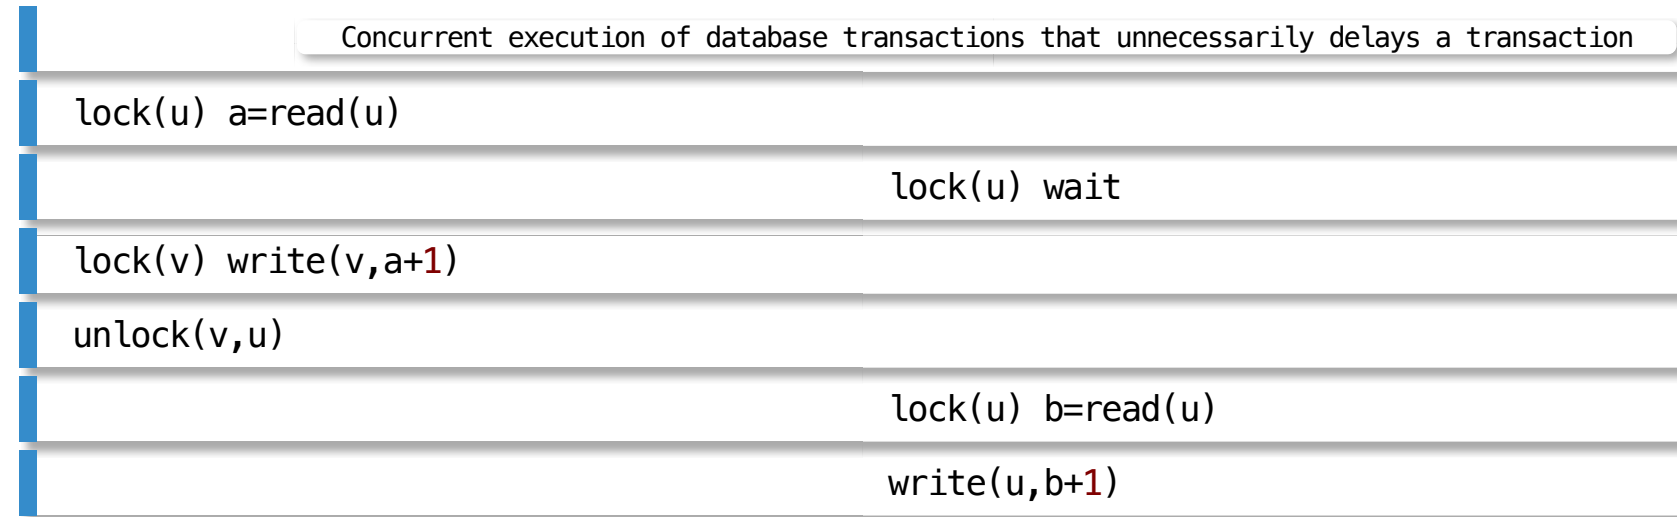 Concurrent execution of database transactions that unnecessarily delays a transaction
lock(u) a=read(u)
lock(u) wait
lock(v) write(v,a+1)
unlock(v,u)
lock(u) b=read(u)
write(u,b+1)